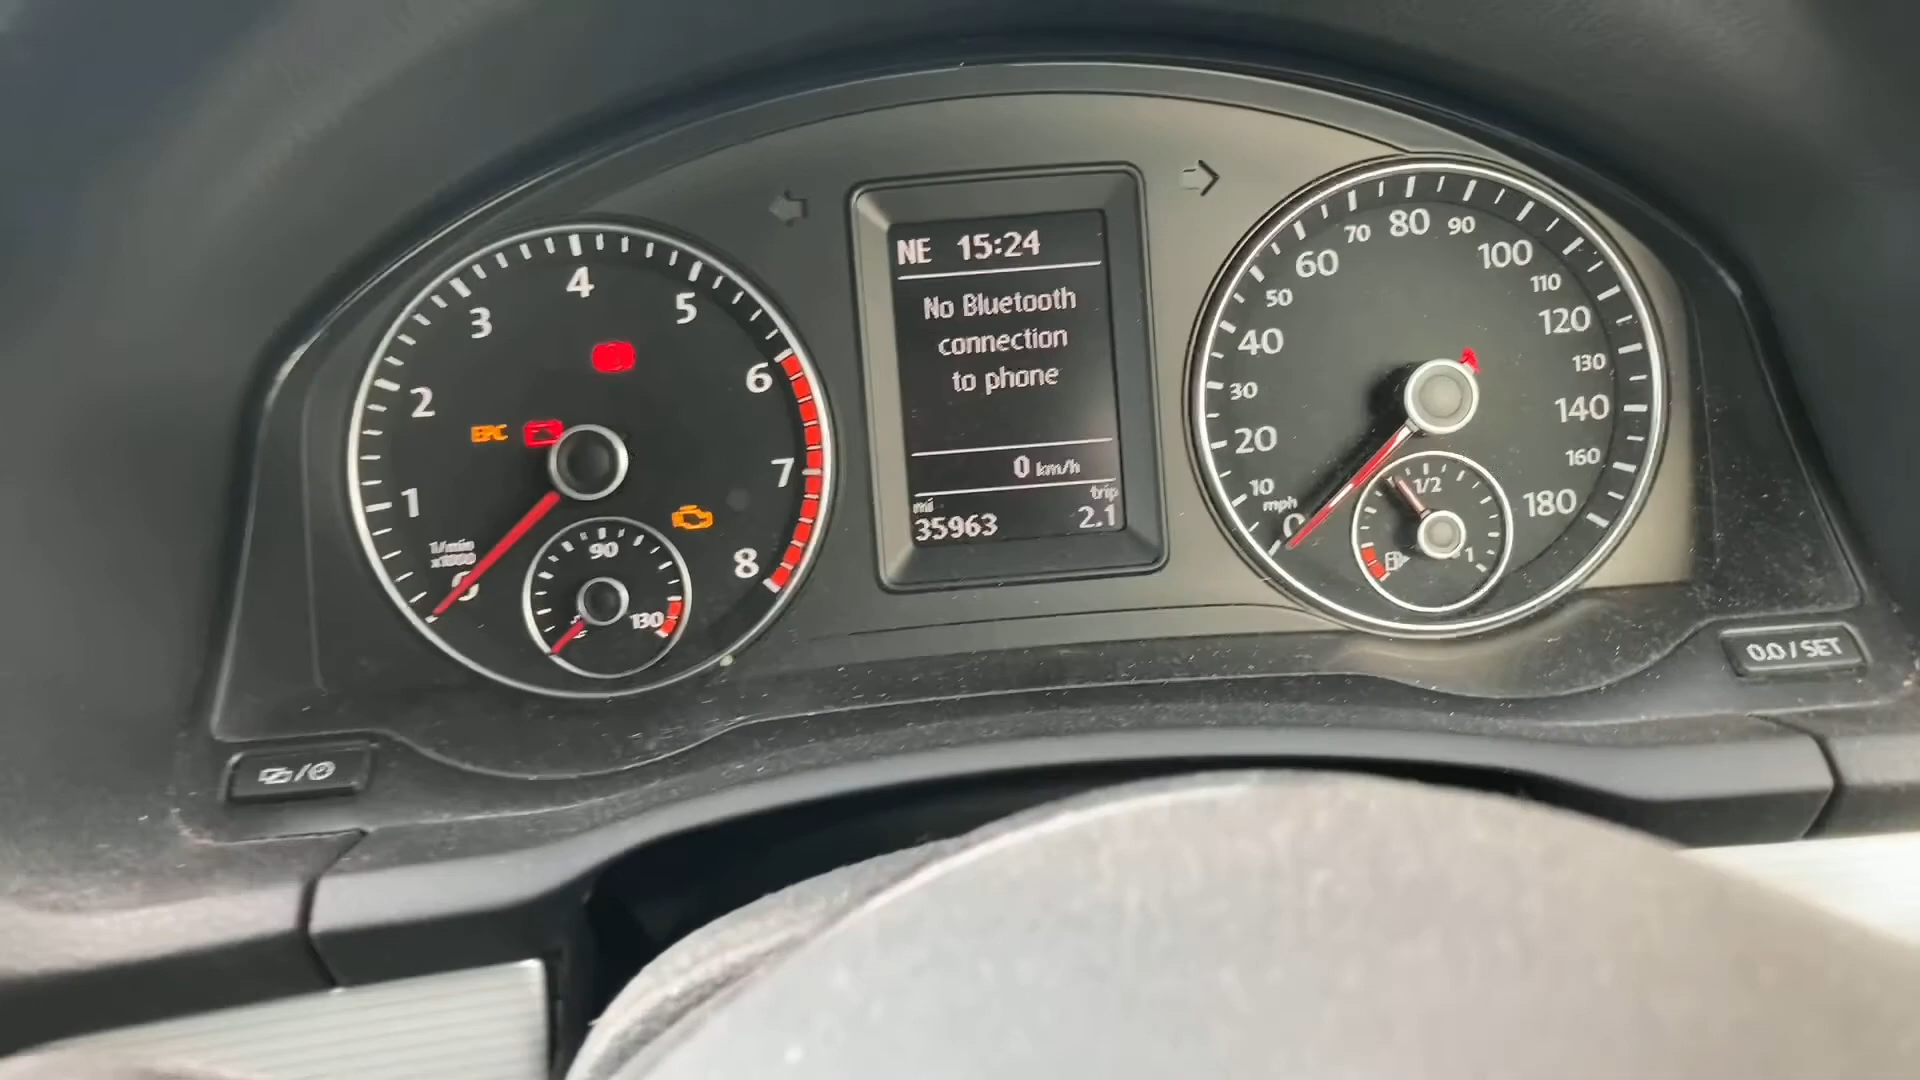 NE 15:24
No Bluetooth
connection
to phone
0 km/h
mi trip
35963 2.1
1 2 3 4 5 6 7 8
EPC
1/min
x1000
0
90
130
0 10 20 30 40 50 60 70 80 90 100 110 120 130 140 160 180
mph
1/2
1
0.0 / SET